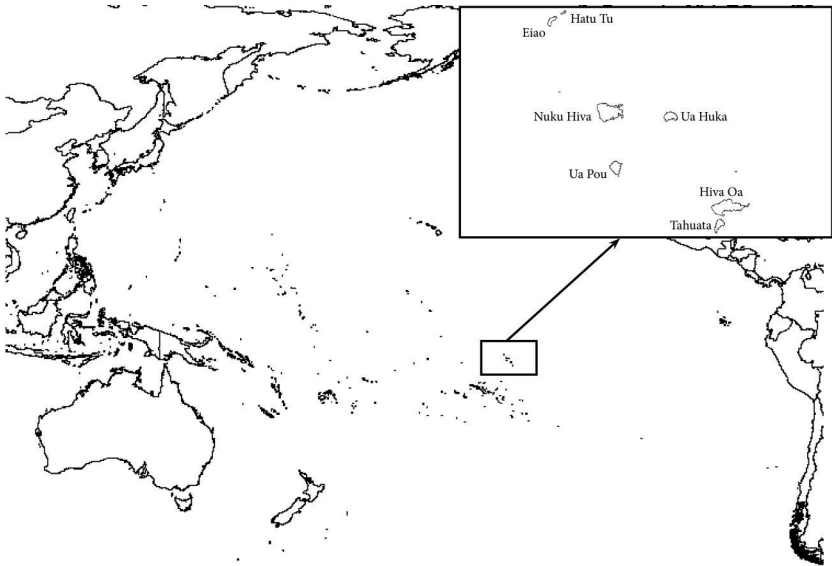 Hatu Tu
Eiao
Nuku Hiva
Ua Huka
Ua Pou
Hiva Oa
Tahuata